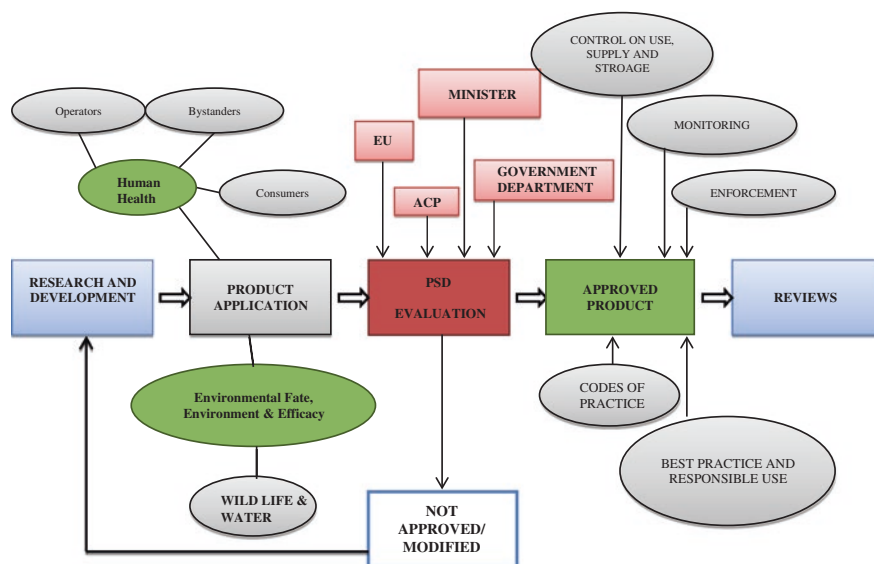 CONTROL ON USE,
SUPPLY AND
STROAGE
Operators
Bystanders
MINISTER
MONITORING
EU
Human
Health
Consumers
GOVERNMENT
DEPARTMENT
ENFORCEMENT
ACP
RESEARCH AND
DEVELOPMENT
PRODUCT
APPLICATION
PSD
EVALUATION
APPROVED
PRODUCT
REVIEWS
Environmental Fate,
Environment & Efficacy
CODES OF
PRACTICE
BEST PRACTICE AND
RESPONSIBLE USE
WILD LIFE &
WATER
NOT
APPROVED/
MODIFIED